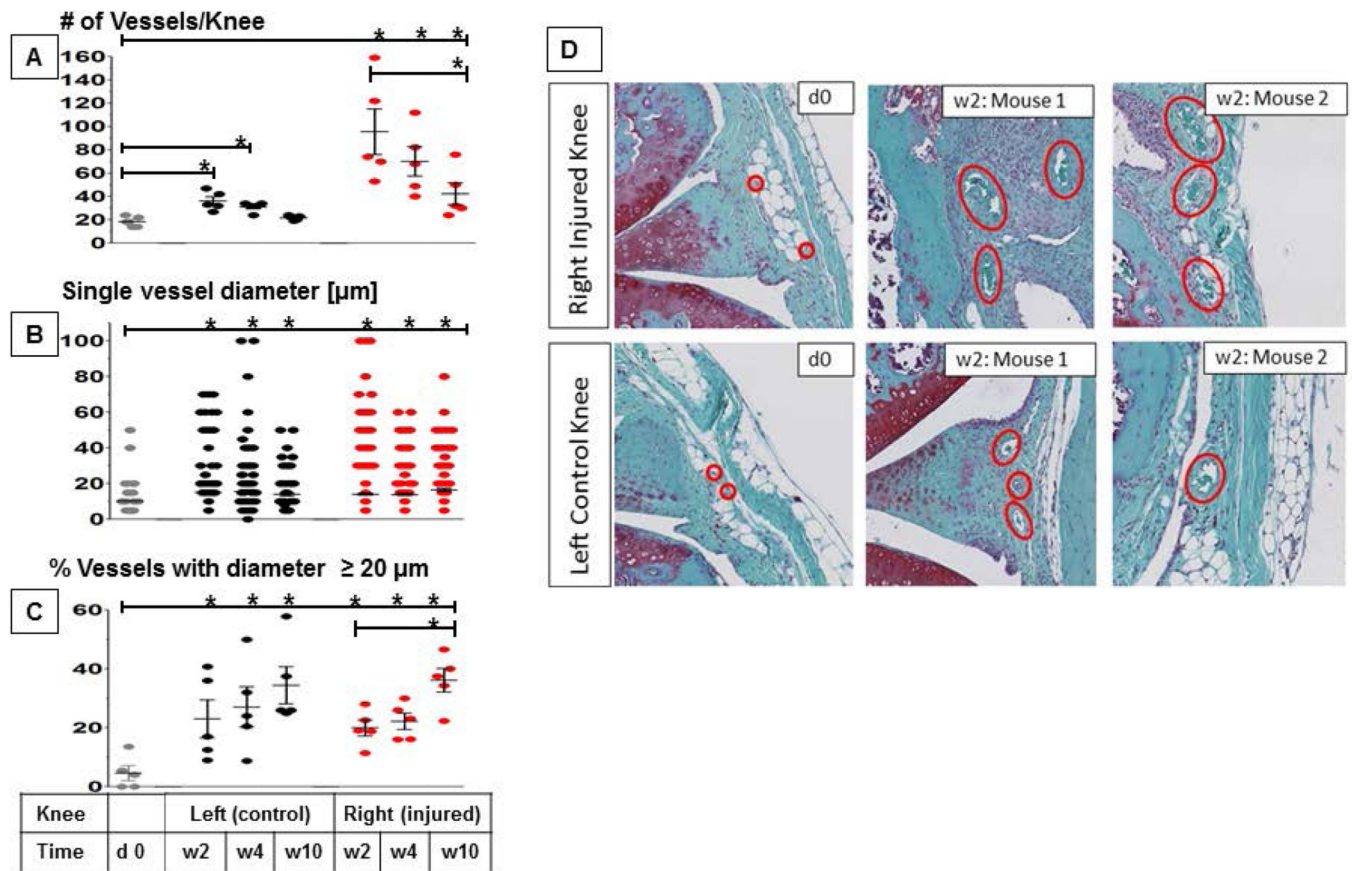 # of Vessels/Knee
A
* * *
*
*
*
160
140
120
100
80
60
40
20
0
Single vessel diameter [µm]
B
* * * * * *
100
80
60
40
20
0
% Vessels with diameter ≥ 20 µm
C
* * * * * *
*
60
40
20
0
Knee Left (control) Right (injured)
Time d 0 w2 w4 w10 w2 w4 w10
D
Right Injured Knee
d0
w2: Mouse 1
w2: Mouse 2
Left Control Knee
d0
w2: Mouse 1
w2: Mouse 2